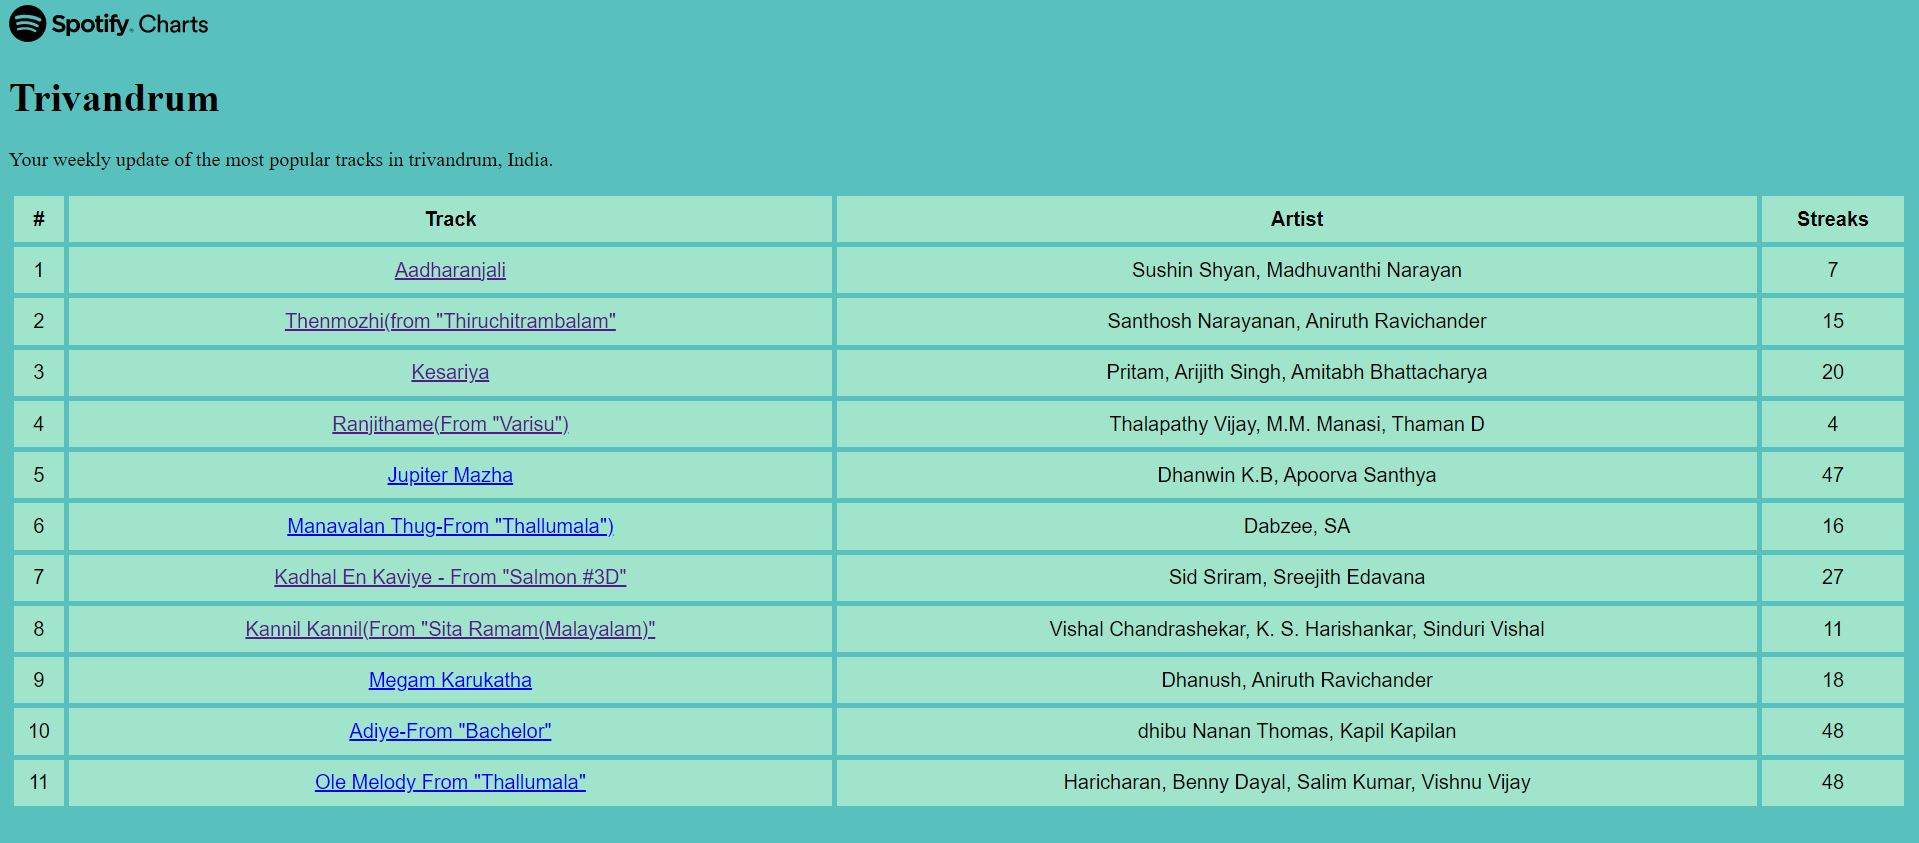 Spotify Charts
Trivandrum
Your weekly update of the most popular tracks in trivandrum, India.
# Track Artist Streaks
1 Aadharanjali Sushin Shyan, Madhuvanthi Narayan 7
2 Thenmozhi(from "Thiruchitrambalam" Santhosh Narayanan, Aniruth Ravichander 15
3 Kesariya Pritam, Arijith Singh, Amitabh Bhattacharya 20
4 Ranjithame(From "Varisu") Thalapathy Vijay, M.M. Manasi, Thaman D 4
5 Jupiter Mazha Dhanwin K.B, Apoorva Santhya 47
6 Manavalan Thug-From "Thallumala") Dabzee, SA 16
7 Kadhal En Kaviye - From "Salmon #3D" Sid Sriram, Sreejith Edavana 27
8 Kannil Kannil(From "Sita Ramam(Malayalam)" Vishal Chandrashekar, K. S. Harishankar, Sinduri Vishal 11
9 Megam Karukatha Dhanush, Aniruth Ravichander 18
10 Adiye-From "Bachelor" dhibu Nanan Thomas, Kapil Kapilan 48
11 Ole Melody From "Thallumala" Haricharan, Benny Dayal, Salim Kumar, Vishnu Vijay 48